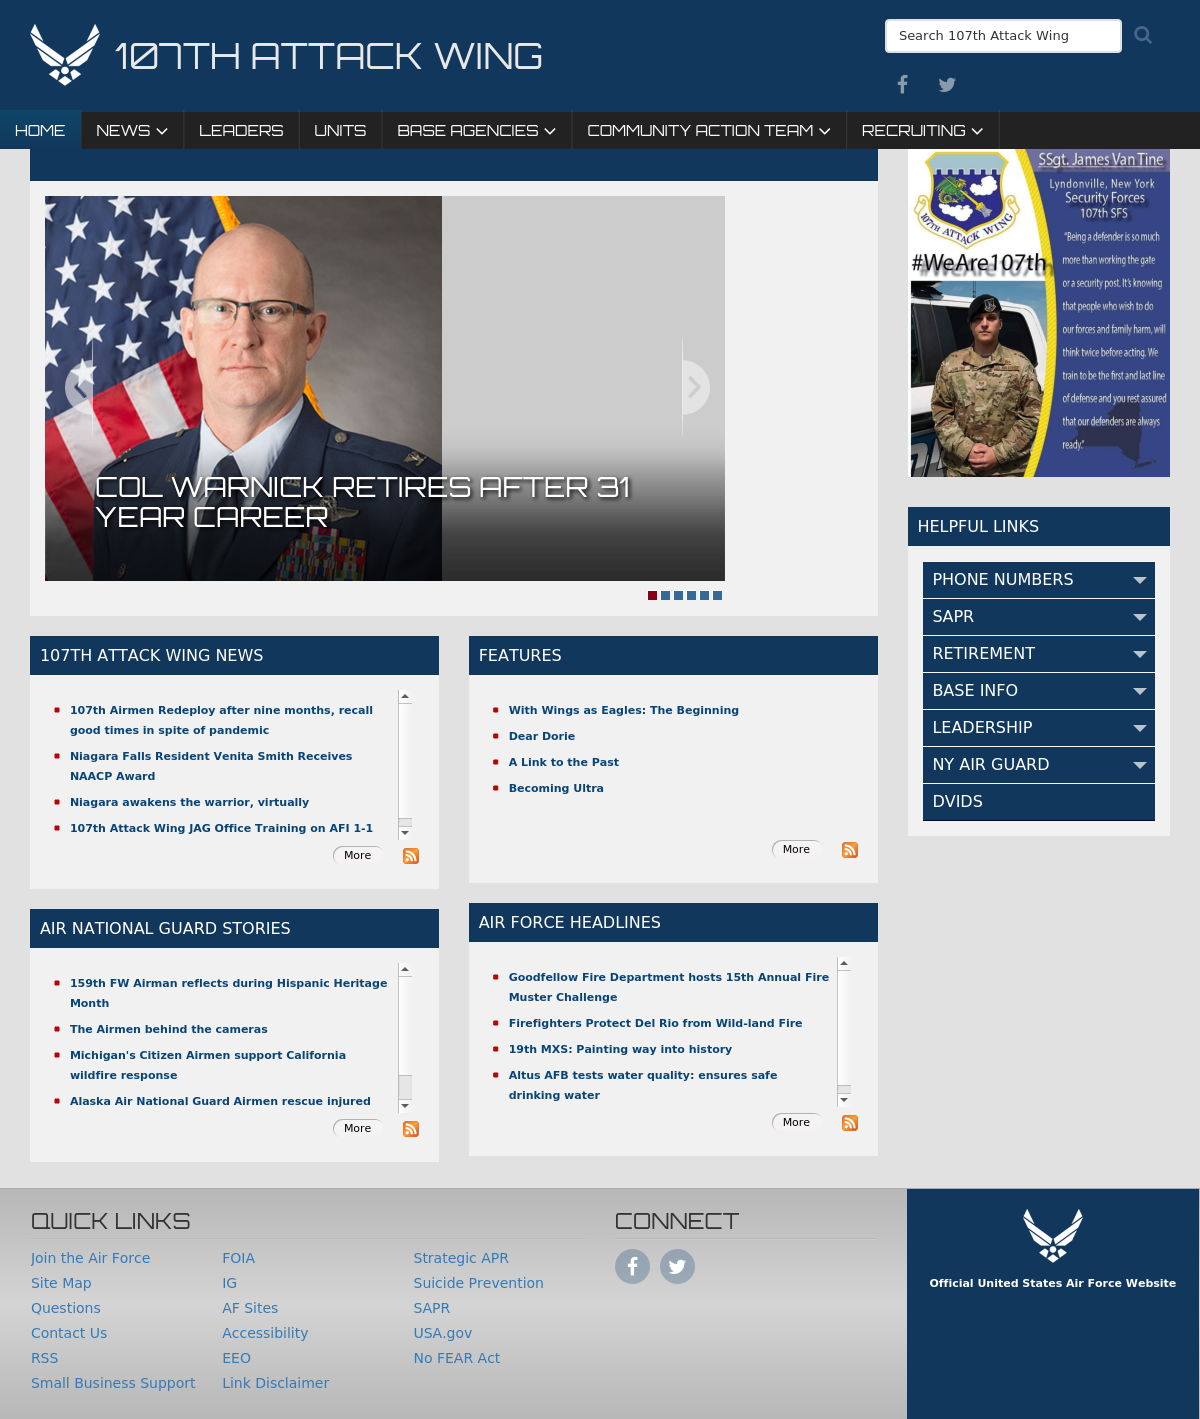 107TH ATTACK WING
Search 107th Attack Wing
HOME
NEWS
LEADERS
UNITS
BASE AGENCIES
COMMUNITY ACTION TEAM
RECRUITING
COL WARNICK RETIRES AFTER 31
YEAR CAREER
SSgt. James Van Tine
Lyndonville, New York
Security Forces
107th SFS
107th ATTACK WING
#WeAre107th
"Being a defender is so much
more than working the gate
or a security post. It's knowing
that people who wish to do
our forces and family harm, will
think twice before acting. We
train to be the first and last line
of defense and you rest assured
that our defenders are always
ready."
HELPFUL LINKS
PHONE NUMBERS
SAPR
RETIREMENT
BASE INFO
LEADERSHIP
NY AIR GUARD
DVIDS
107TH ATTACK WING NEWS
107th Airmen Redeploy after nine months, recall
good times in spite of pandemic
Niagara Falls Resident Venita Smith Receives
NAACP Award
Niagara awakens the warrior, virtually
107th Attack Wing JAG Office Training on AFI 1-1
More
FEATURES
With Wings as Eagles: The Beginning
Dear Dorie
A Link to the Past
Becoming Ultra
More
AIR NATIONAL GUARD STORIES
159th FW Airman reflects during Hispanic Heritage
Month
The Airmen behind the cameras
Michigan's Citizen Airmen support California
wildfire response
Alaska Air National Guard Airmen rescue injured
More
AIR FORCE HEADLINES
Goodfellow Fire Department hosts 15th Annual Fire
Muster Challenge
Firefighters Protect Del Rio from Wild-land Fire
19th MXS: Painting way into history
Altus AFB tests water quality: ensures safe
drinking water
More
QUICK LINKS
Join the Air Force
Site Map
Questions
Contact Us
RSS
Small Business Support
FOIA
IG
AF Sites
Accessibility
EEO
Link Disclaimer
Strategic APR
Suicide Prevention
SAPR
USA.gov
No FEAR Act
CONNECT
Official United States Air Force Website